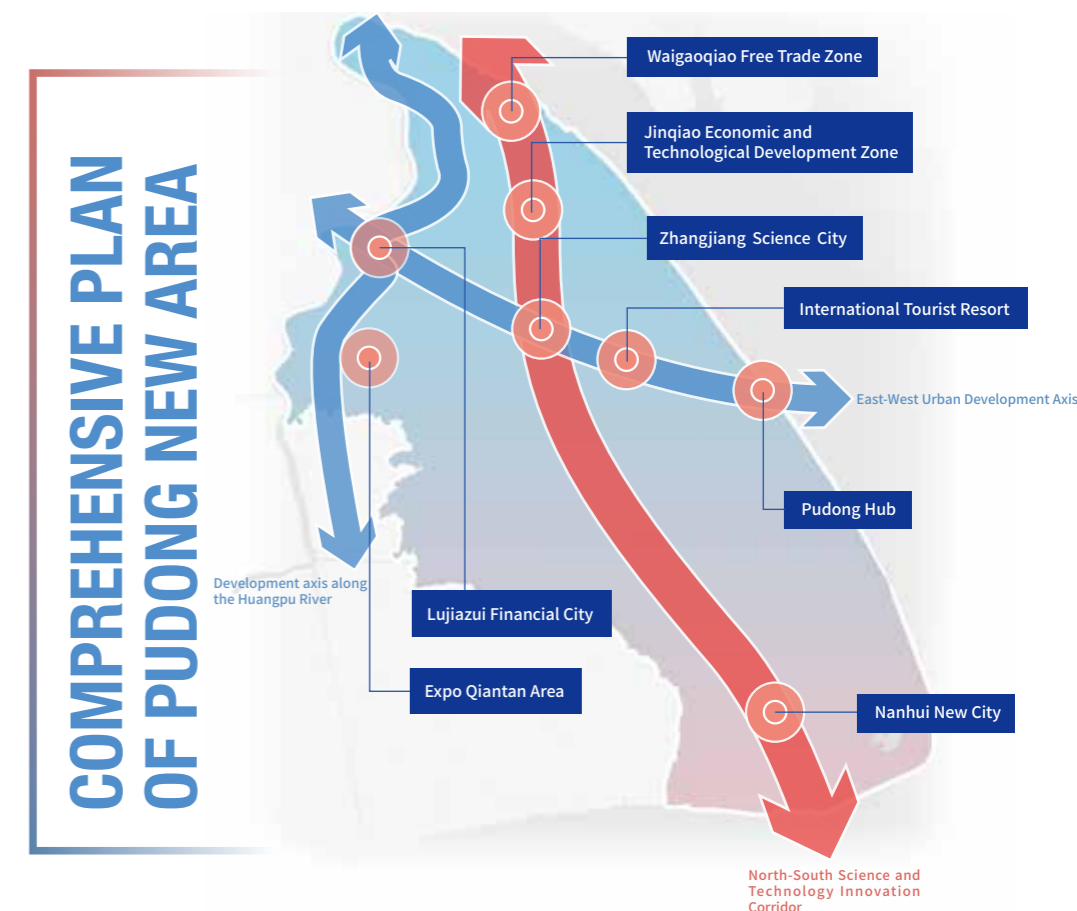 COMPREHENSIVE PLAN
OF PUDONG NEW AREA
Waigaoqiao Free Trade Zone
Jinqiao Economic and
Technological Development Zone
Zhangjiang Science City
International Tourist Resort
East-West Urban Development Axis
Pudong Hub
Development axis along
the Huangpu River
Lujiazui Financial City
Expo Qiantan Area
Nanhui New City
North-South Science and
Technology Innovation
Corridor